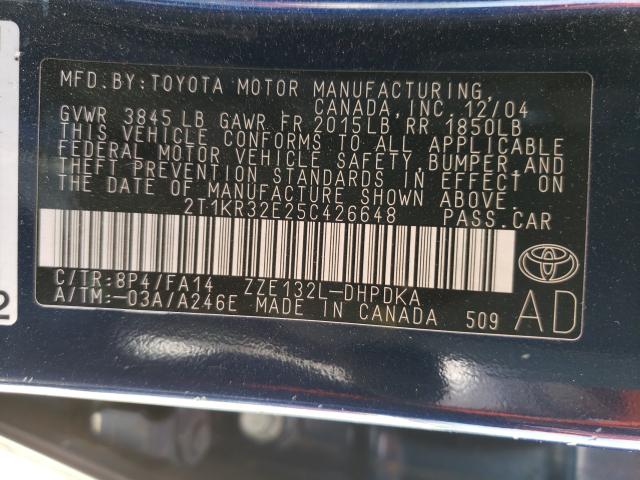 MFD. BY: TOYOTA MOTOR MANUFACTURING,
CANADA, INC. 12/04
GVWR 3845 LB GAWR FR 2015LB RR 1850LB
THIS VEHICLE CONFORMS TO ALL APPLICABLE
FEDERAL MOTOR VEHICLE SAFETY, BUMPER, AND
THEFT PREVENTION STANDARDS IN EFFECT ON
THE DATE OF MANUFACTURE SHOWN ABOVE.
2T1KR32E25C426648 PASS. CAR
C/TR: 8P4/FA14 ZZE132L-DHPDKA
A/TM: -03A/A246E MADE IN CANADA 509 AD
2